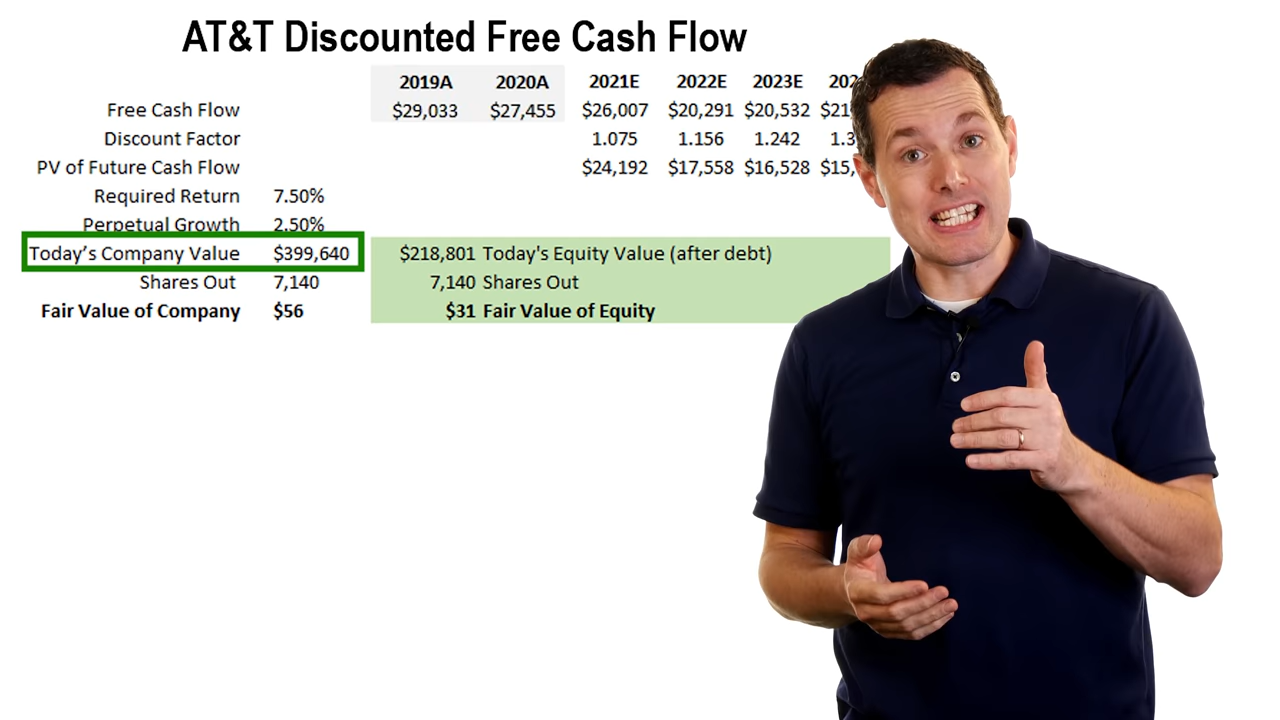 AT&T Discounted Free Cash Flow
2019A 2020A 2021E 2022E 2023E
Free Cash Flow $29,033 $27,455 $26,007 $20,291 $20,532
Discount Factor 1.075 1.156 1.242
PV of Future Cash Flow $24,192 $17,558 $16,528
Required Return 7.50%
Perpetual Growth 2.50%
Today's Company Value $399,640 $218,801 Today's Equity Value (after debt)
Shares Out 7,140 7,140 Shares Out
Fair Value of Company $56 $31 Fair Value of Equity